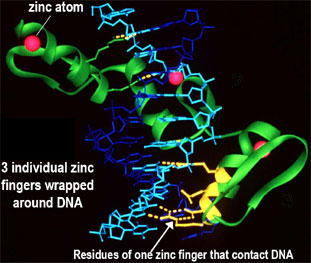 zinc atom
3 individual zinc
fingers wrapped
around DNA
Residues of one zinc finger that contact DNA